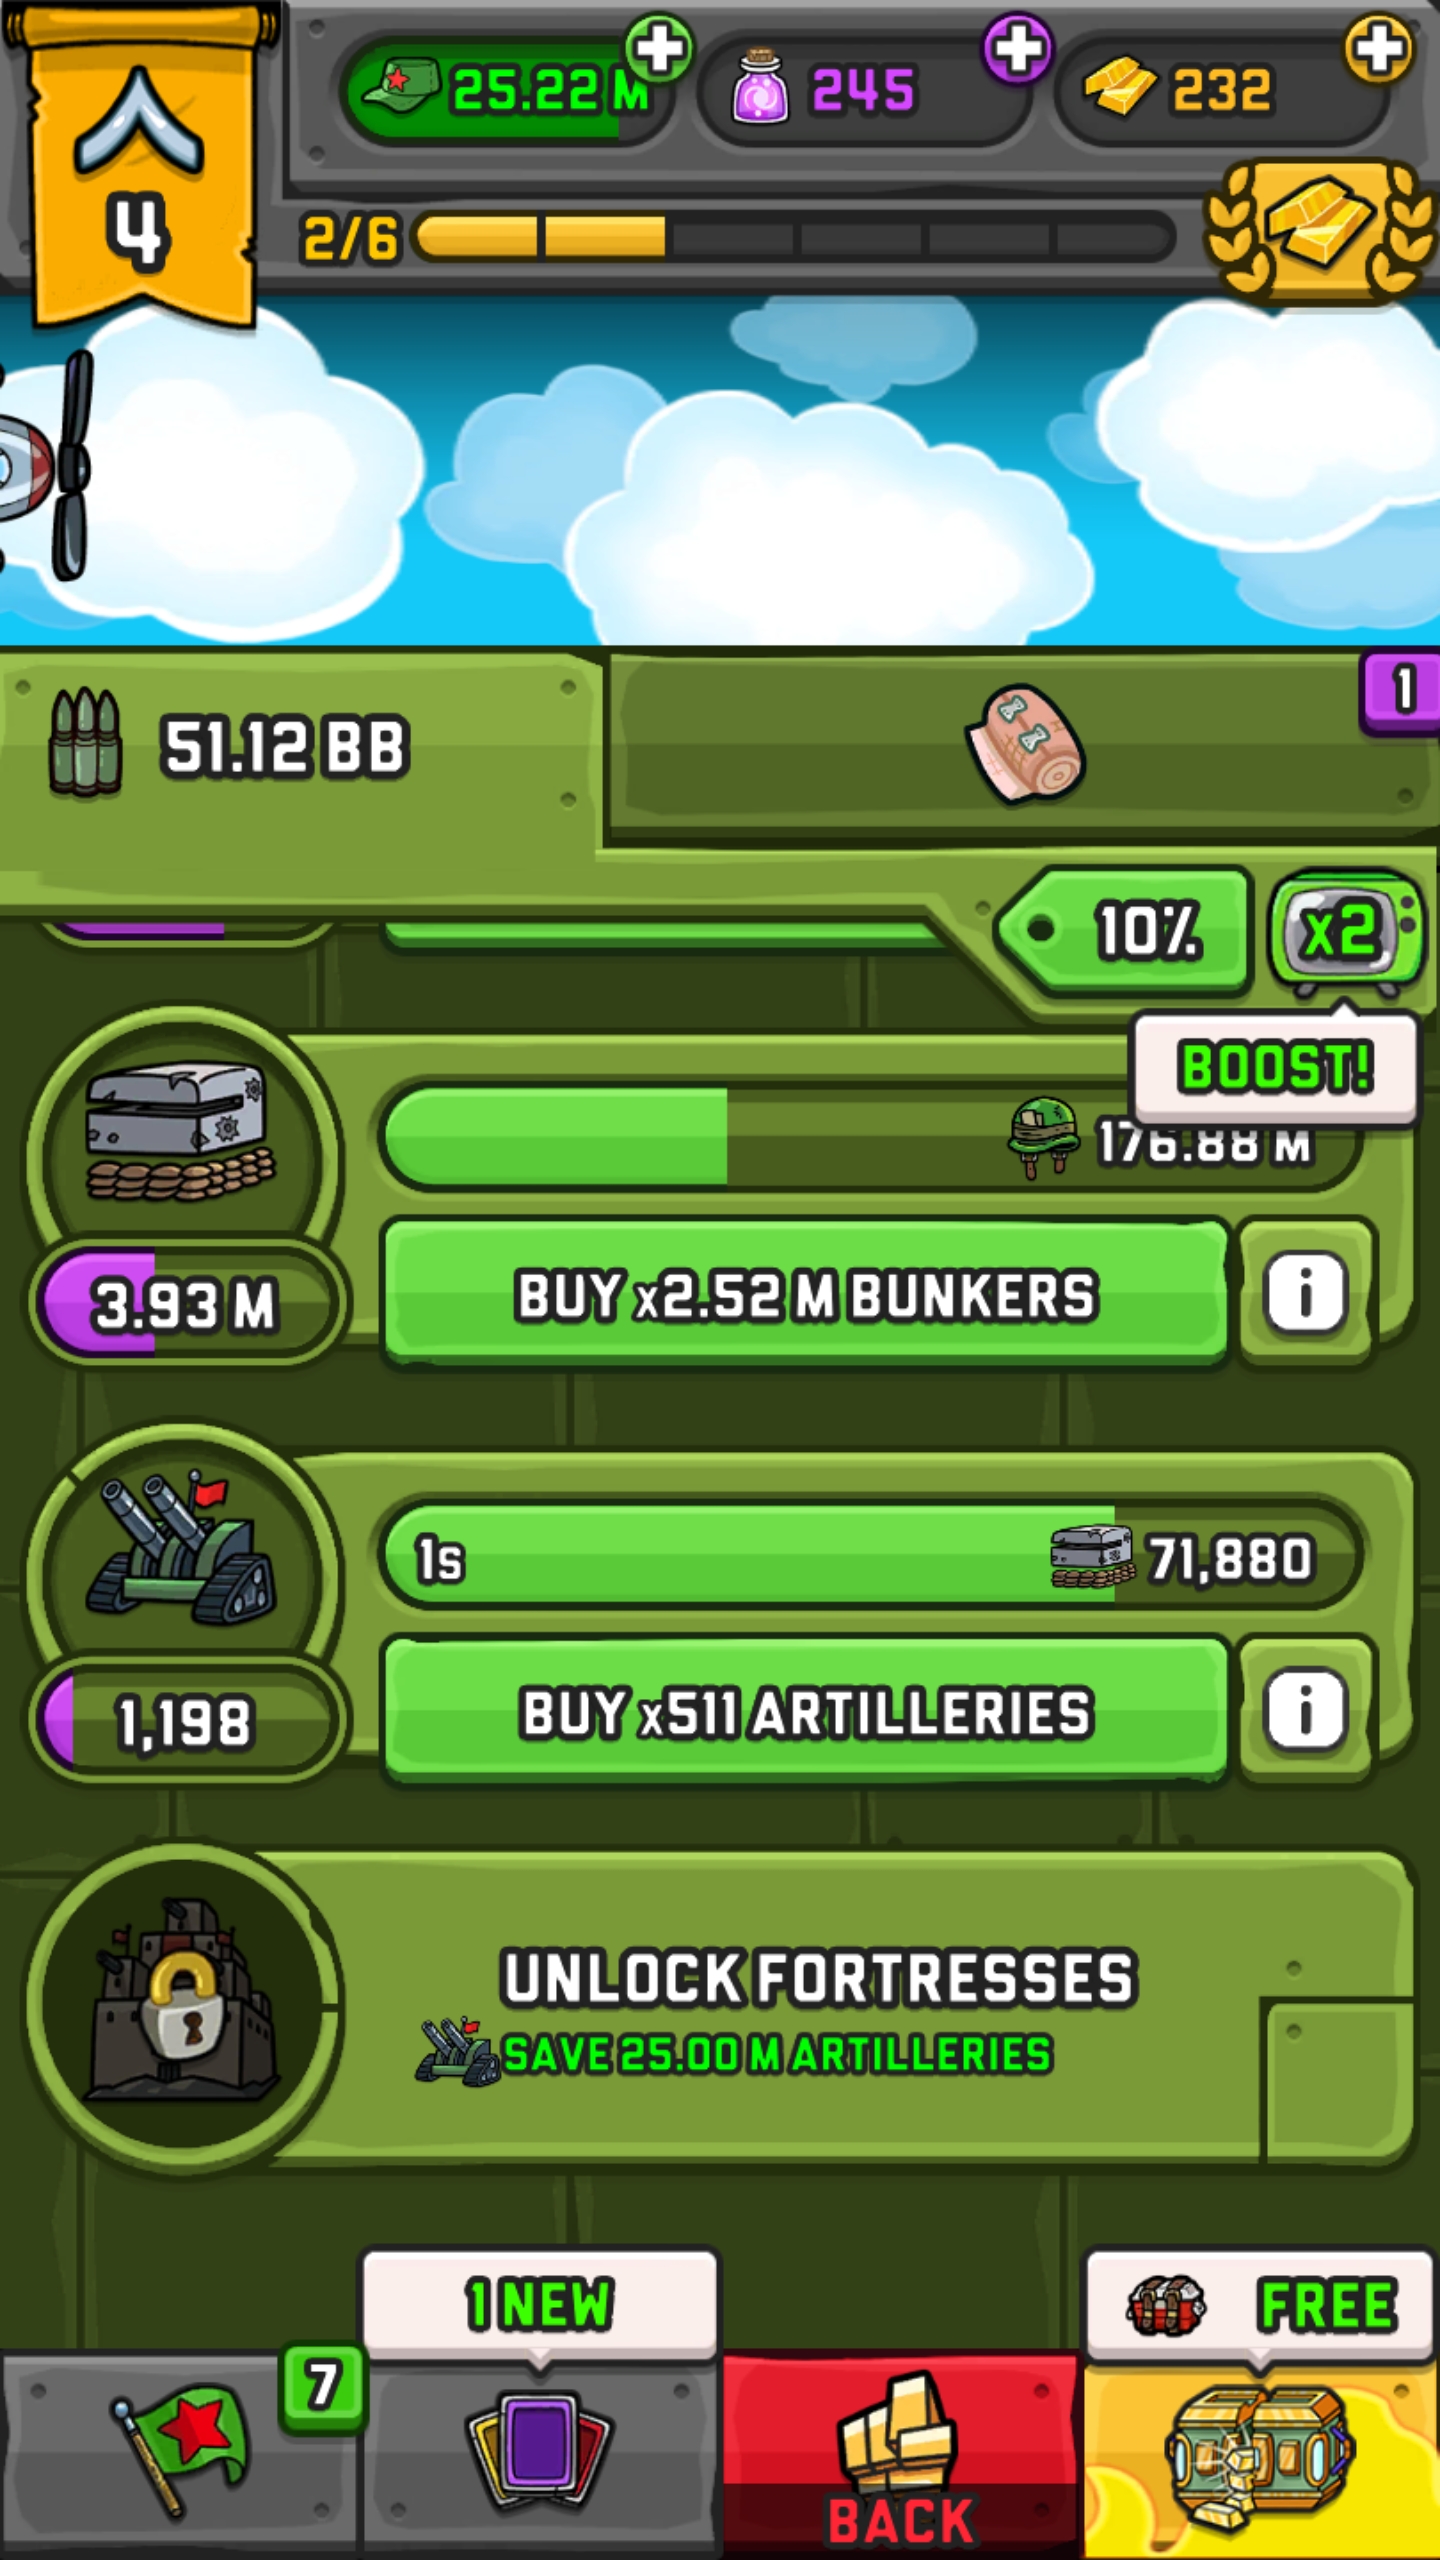 25.22 M
245
232
4
2/6
51.12 BB
1
10%
x2
BOOST!
176.88 M
3.93 M
BUY x2.52 M BUNKERS
i
1s
71,880
1,198
BUY x511 ARTILLERIES
i
UNLOCK FORTRESSES
SAVE 25.00 M ARTILLERIES
1 NEW
FREE
7
BACK